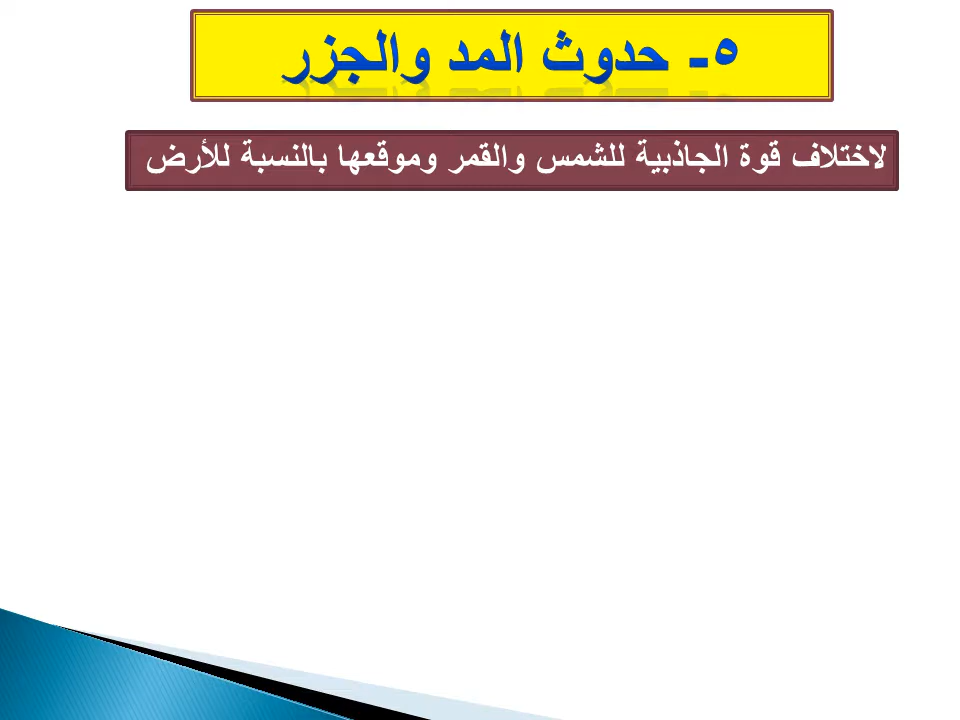 ٥- حدوث المد والجزر
لاختلاف قوة الجاذبية للشمس والقمر وموقعها بالنسبة للأرض